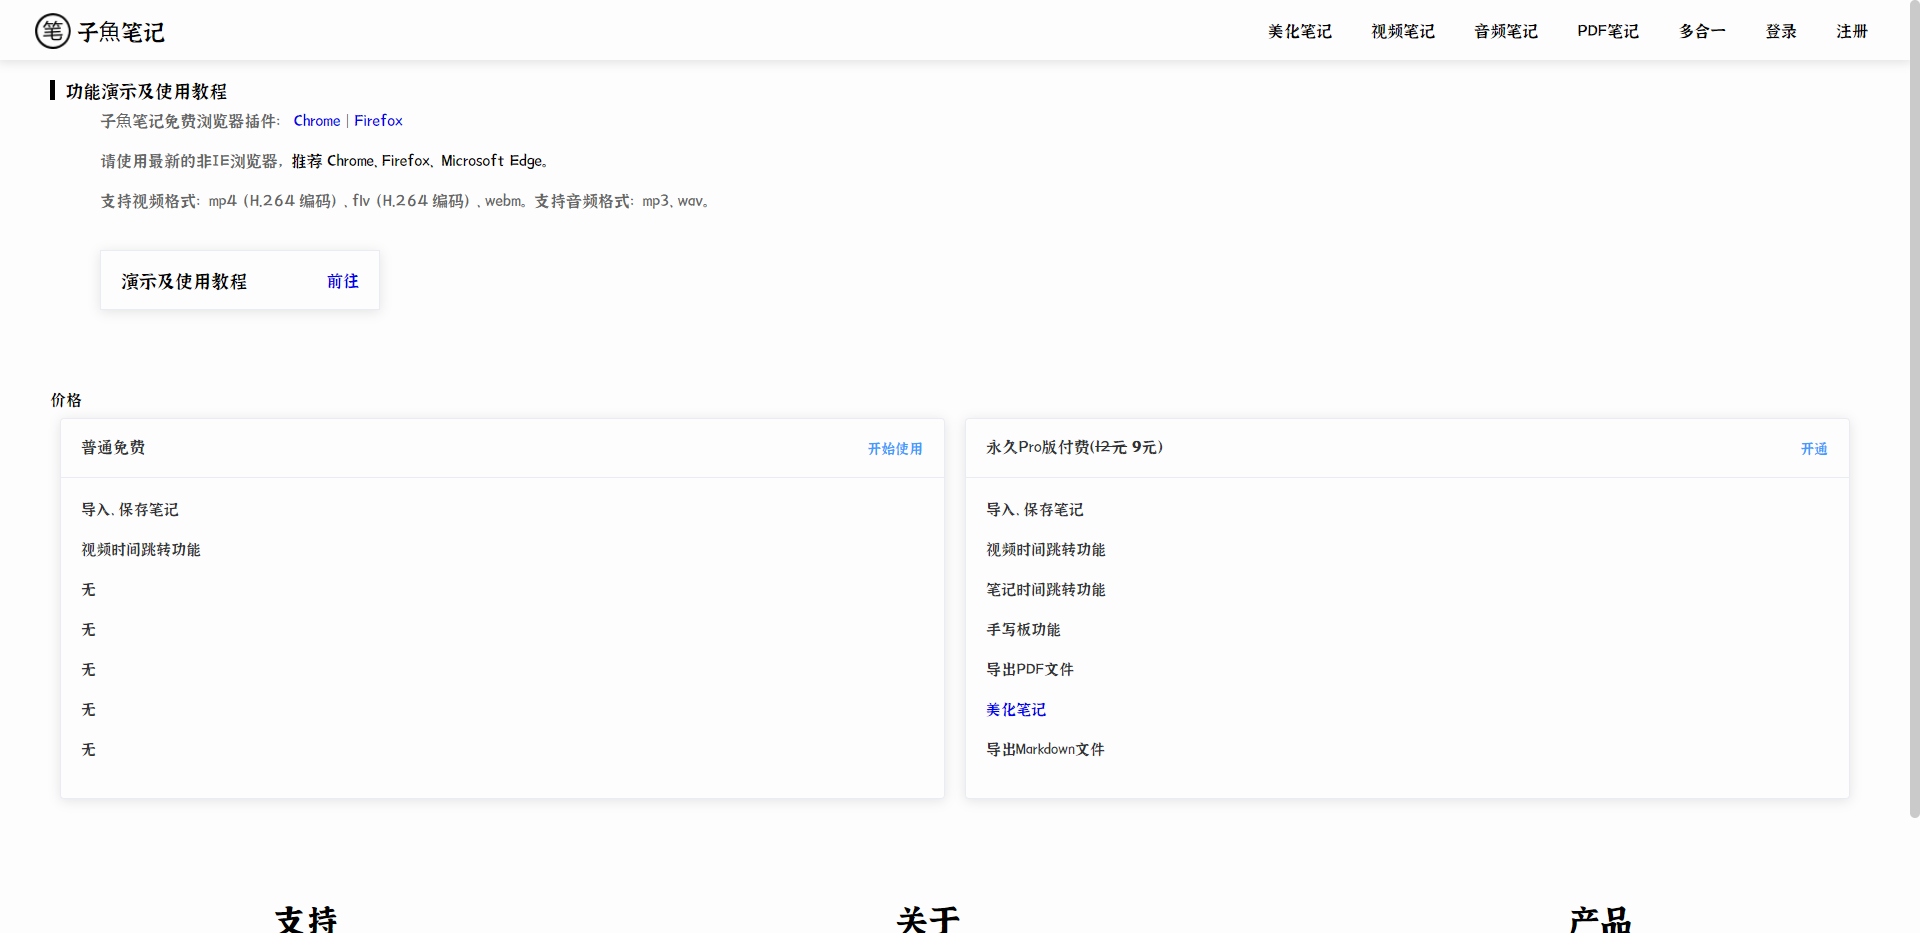 笔 子魚笔记
美化笔记 视频笔记 音频笔记 PDF笔记 多合一 登录 注册
功能演示及使用教程
子魚笔记免费浏览器插件： Chrome | Firefox
请使用最新的非IE浏览器，推荐 Chrome、Firefox、Microsoft Edge。
支持视频格式：mp4（H.264 编码）、flv（H.264 编码）、webm。支持音频格式：mp3、wav。
演示及使用教程 前往
价格
普通免费 开始使用
导入、保存笔记
视频时间跳转功能
无
无
无
无
无
永久Pro版付费(12元 9元) 开通
导入、保存笔记
视频时间跳转功能
笔记时间跳转功能
手写板功能
导出PDF文件
美化笔记
导出Markdown文件
支持 关于 产品